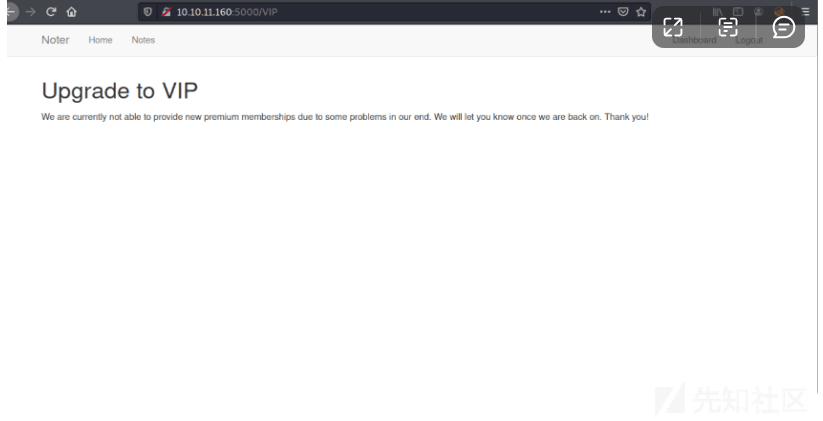 10.10.11.160:5000/VIP
Noter Home Notes Dashboard Logout
Upgrade to VIP
We are currently not able to provide new premium memberships due to some problems in our end. We will let you know once we are back on. Thank you!
先知社区